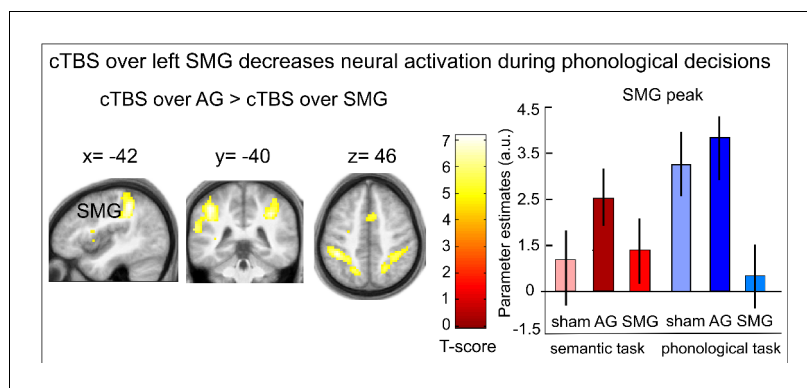 cTBS over left SMG decreases neural activation during phonological decisions
cTBS over AG > cTBS over SMG
x= -42
y= -40
z= 46
SMG
7
6
5
4
3
2
1
0
T-score
SMG peak
Parameter estimates (a.u.)
4.5
3.5
2.5
1.5
0
-1.5
sham AG SMG sham AG SMG
semantic task phonological task